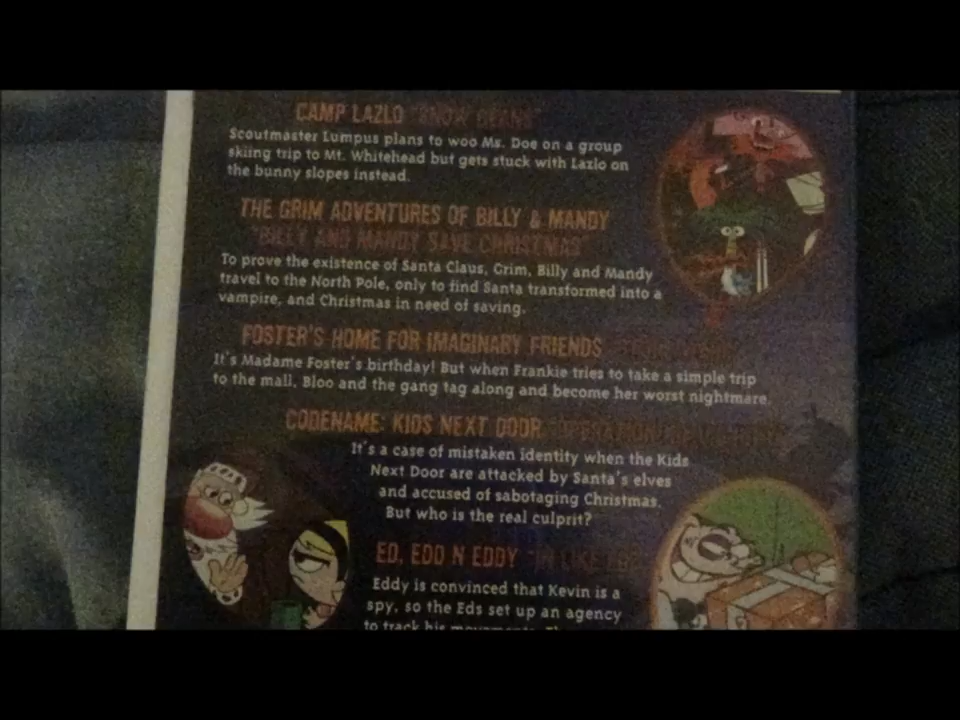 CAMP LAZLO "SNOW BEANS"
Scoutmaster Lumpus plans to woo Ms. Doe on a group
skiing trip to Mt. Whitehead but gets stuck with Lazlo on
the bunny slopes instead.
THE GRIM ADVENTURES OF BILLY & MANDY
"BILLY AND MANDY SAVE CHRISTMAS"
To prove the existence of Santa Claus, Grim, Billy and Mandy
travel to the North Pole, only to find Santa transformed into a
vampire, and Christmas in need of saving.
FOSTER'S HOME FOR IMAGINARY FRIENDS
It's Madame Foster's birthday! But when Frankie tries to take a simple trip
to the mall, Bloo and the gang tag along and become her worst nightmare.
CODENAME: KIDS NEXT DOOR "OPERATION:
It's a case of mistaken identity when the Kids
Next Door are attacked by Santa's elves
and accused of sabotaging Christmas.
But who is the real culprit?
ED, EDD N EDDY "IN LIKE
Eddy is convinced that Kevin is a
spy, so the Eds set up an agency
to track his movements.